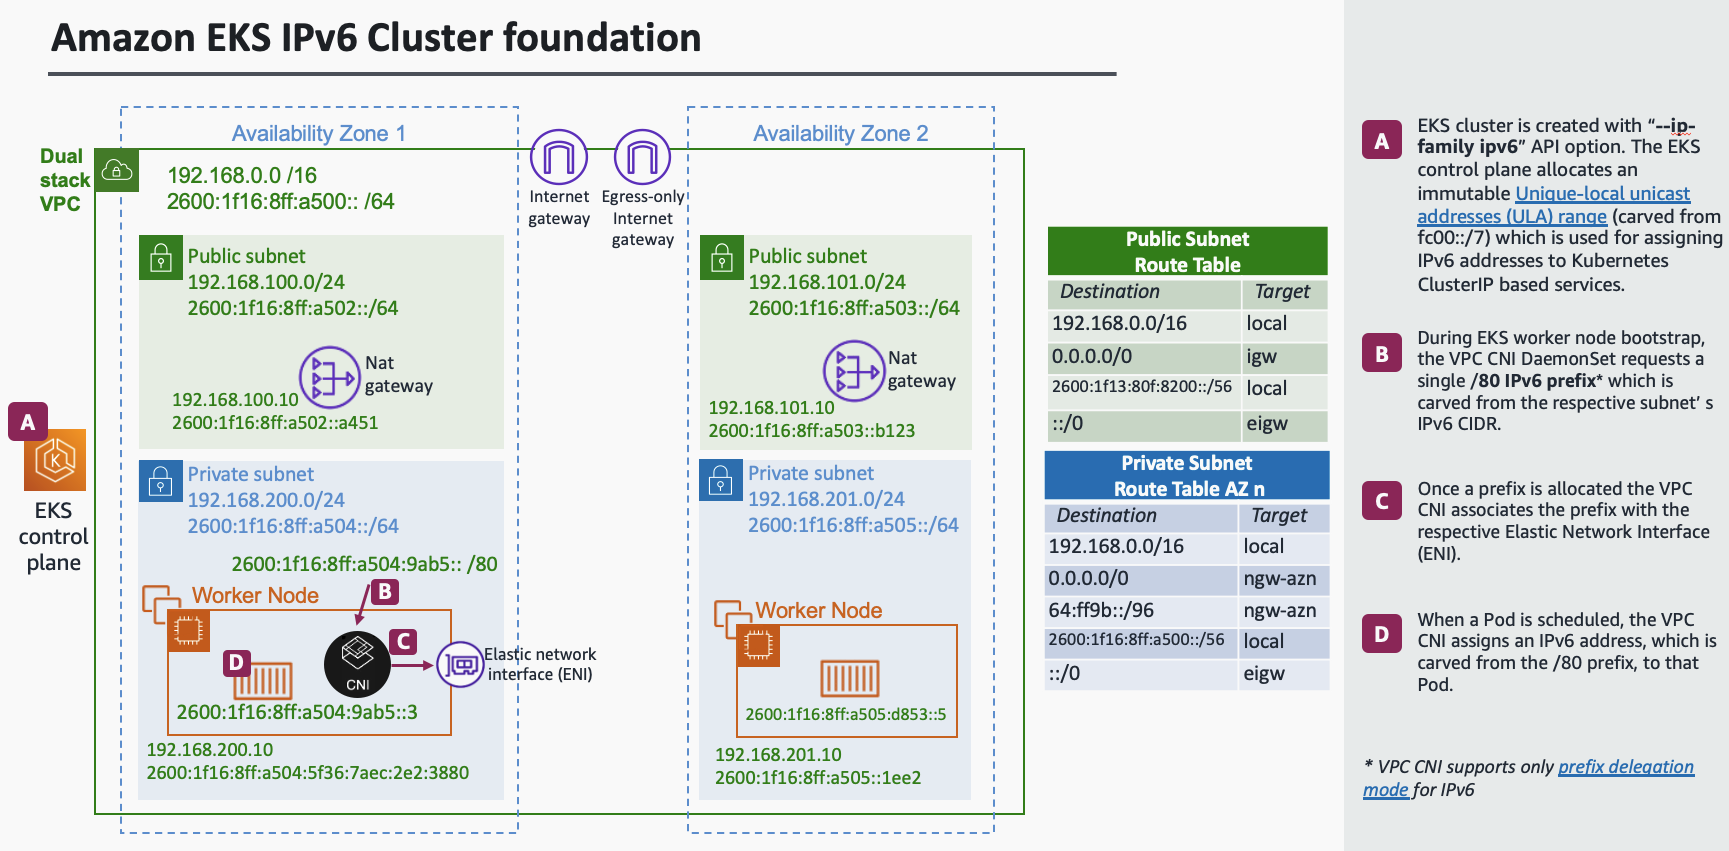 Amazon EKS IPv6 Cluster foundation
Availability Zone 1
Availability Zone 2
Dual
stack
VPC
192.168.0.0 /16
2600:1f16:8ff:a500:: /64
Internet
gateway
Egress-only
Internet
gateway
Public subnet
192.168.100.0/24
2600:1f16:8ff:a502::/64
Nat
gateway
192.168.100.10
2600:1f16:8ff:a502::a451
Public subnet
192.168.101.0/24
2600:1f16:8ff:a503::/64
Nat
gateway
192.168.101.10
2600:1f16:8ff:a503::b123
A
EKS
control
plane
Private subnet
192.168.200.0/24
2600:1f16:8ff:a504::/64
2600:1f16:8ff:a504:9ab5:: /80
Worker Node
B
C
D
CNI
Elastic network
interface (ENI)
2600:1f16:8ff:a504:9ab5::3
192.168.200.10
2600:1f16:8ff:a504:5f36:7aec:2e2:3880
Private subnet
192.168.201.0/24
2600:1f16:8ff:a505::/64
Worker Node
2600:1f16:8ff:a505:d853::5
192.168.201.10
2600:1f16:8ff:a505::1ee2
Public Subnet
Route Table
Destination Target
192.168.0.0/16 local
0.0.0.0/0 igw
2600:1f13:80f:8200::/56 local
::/0 eigw
Private Subnet
Route Table AZ n
Destination Target
192.168.0.0/16 local
0.0.0.0/0 ngw-azn
64:ff9b::/96 ngw-azn
2600:1f16:8ff:a500::/56 local
::/0 eigw
A
EKS cluster is created with “--ip-
family ipv6” API option. The EKS
control plane allocates an
immutable Unique-local unicast
addresses (ULA) range (carved from
fc00::/7) which is used for assigning
IPv6 addresses to Kubernetes
ClusterIP based services.
B
During EKS worker node bootstrap,
the VPC CNI DaemonSet requests a
single /80 IPv6 prefix* which is
carved from the respective subnet’ s
IPv6 CIDR.
C
Once a prefix is allocated the VPC
CNI associates the prefix with the
respective Elastic Network Interface
(ENI).
D
When a Pod is scheduled, the VPC
CNI assigns an IPv6 address, which is
carved from the /80 prefix, to that
Pod.
* VPC CNI supports only prefix delegation
mode for IPv6